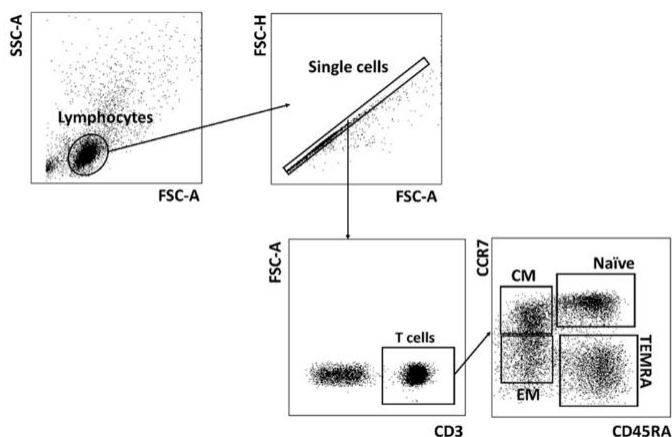 SSC-A
Lymphocytes
FSC-A
FSC-H
Single cells
FSC-A
FSC-A
T cells
CD3
CCR7
CM
Naïve
EM
TEMRA
CD45RA